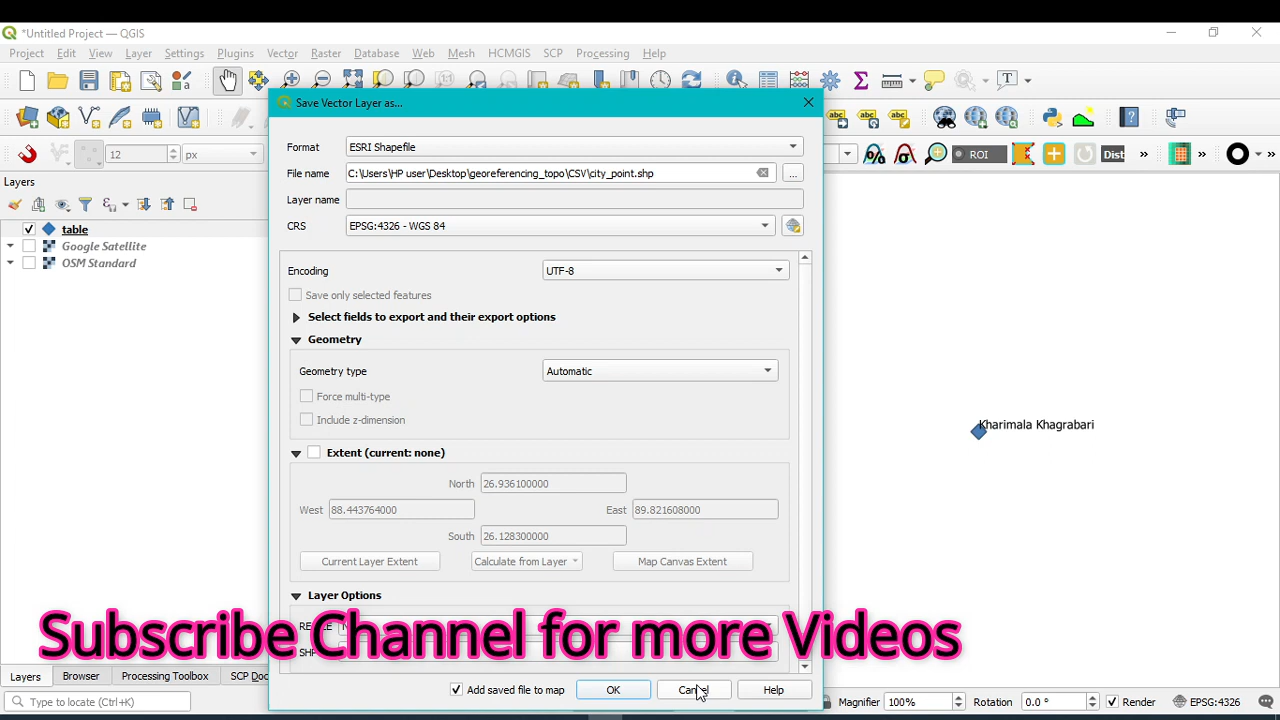 *Untitled Project — QGIS
Project Edit View Layer Settings Plugins Vector Raster Database Web Mesh HCMGIS SCP Processing Help
Save Vector Layer as...
12 px
ROI
Dist
Layers
table
Google Satellite
OSM Standard
Format ESRI Shapefile
File name C:\Users\HP user\Desktop\georeferencing_topo\CSV\city_point.shp
...
Layer name
CRS EPSG:4326 - WGS 84
Encoding UTF-8
Save only selected features
Select fields to export and their export options
Geometry
Geometry type Automatic
Force multi-type
Include z-dimension
Extent (current: none)
North 26.936100000
West 88.443764000 East 89.821608000
South 26.128300000
Current Layer Extent Calculate from Layer Map Canvas Extent
Layer Options
Kharimala Khagrabari
Subscribe Channel for more Videos
Layers Browser Processing Toolbox SCP
Add saved file to map OK Cancel Help
Type to locate (Ctrl+K)
Magnifier 100% Rotation 0.0 ° Render EPSG:4326